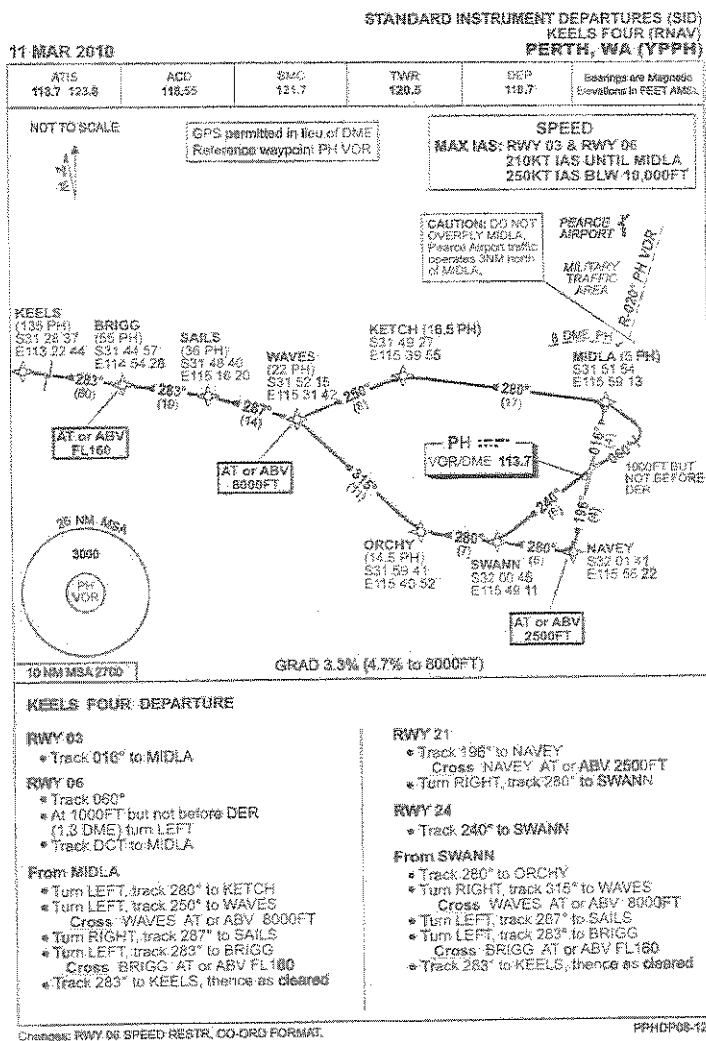 STANDARD INSTRUMENT DEPARTURES (SID)
KEELS FOUR (RNAV)
11 MAR 2010
PERTH, WA (YPPH)
ATIS
118.7 123.8
ACD
118.55
SMC
121.7
TWR
120.5
DEP
118.7
Bearings are Magnetic
Elevations in FEET AMSL
NOT TO SCALE
GPS permitted in lieu of DME
Reference waypoint PH VOR
SPEED
MAX IAS: RWY 03 & RWY 06
210KT IAS UNTIL MIDLA
250KT IAS BLW 10,000FT
CAUTION: DO NOT
OVERFLY MIDLA.
Pearce Airport traffic
operates 3NM north
of MIDLA.
PEARCE
AIRPORT
MILITARY
TRAFFIC
AREA
R-020° PH VOR
DME PH
KEELS
(135 PH)
S31 28 37
E113 22 44
BRIGG
(55 PH)
S31 44 57
E114 54 28
SAILS
(36 PH)
S31 48 40
E115 16 20
WAVES
(22 PH)
S31 52 15
E115 31 42
KETCH (16.5 PH)
S31 49 27
E115 39 55
MIDLA (5 PH)
S31 51 54
E115 59 13
283°
(80)
283°
(19)
287°
(14)
250°
280°
(17)
016°
060°
AT or ABV
FL160
AT or ABV
8000FT
PH
VOR/DME 113.7
1000FT BUT
NOT BEFORE
DER
315°
(11)
240°
196°
25 NM MSA
3000
PH
VOR
10 NM MSA 2700
ORCHY
(14.5 PH)
S31 59 41
E115 40 52
280°
(7)
SWANN
S32 00 46
E115 49 11
280°
NAVEY
S32 01 41
E115 56 22
AT or ABV
2500FT
GRAD 3.3% (4.7% to 8000FT)
KEELS FOUR DEPARTURE
RWY 03
• Track 016° to MIDLA
RWY 06
• Track 060°
• At 1000FT but not before DER
(1.3 DME) turn LEFT
• Track DCT to MIDLA
From MIDLA
• Turn LEFT, track 280° to KETCH
• Turn LEFT, track 250° to WAVES
Cross WAVES AT or ABV 8000FT
• Turn RIGHT, track 287° to SAILS
• Turn LEFT, track 283° to BRIGG
Cross BRIGG AT or ABV FL160
• Track 283° to KEELS, thence as cleared
RWY 21
• Track 196° to NAVEY
Cross NAVEY AT or ABV 2500FT
• Turn RIGHT, track 280° to SWANN
RWY 24
• Track 240° to SWANN
From SWANN
• Track 280° to ORCHY
• Turn RIGHT, track 315° to WAVES
Cross WAVES AT or ABV 8000FT
• Turn LEFT, track 287° to SAILS
• Turn LEFT, track 283° to BRIGG
Cross BRIGG AT or ABV FL160
• Track 283° to KEELS, thence as cleared
Changes: RWY 06 SPEED RESTR, CO-ORD FORMAT.
PPHDP08-12